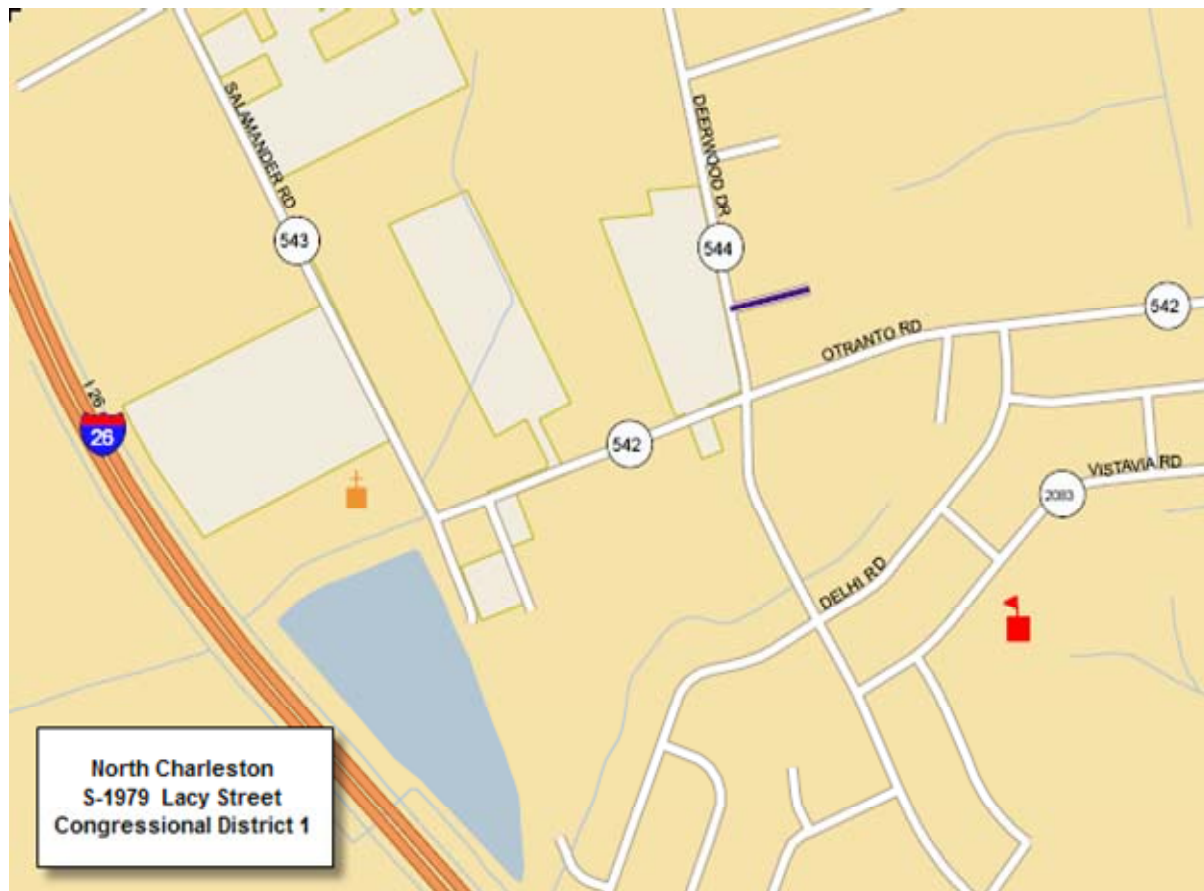 SALAMANDER RD
DEERWOOD DR
543
544
542
OTRANTO RD
I 26
26
542
VISTAVIA RD
2083
DELHI RD
North Charleston
S-1979 Lacy Street
Congressional District 1